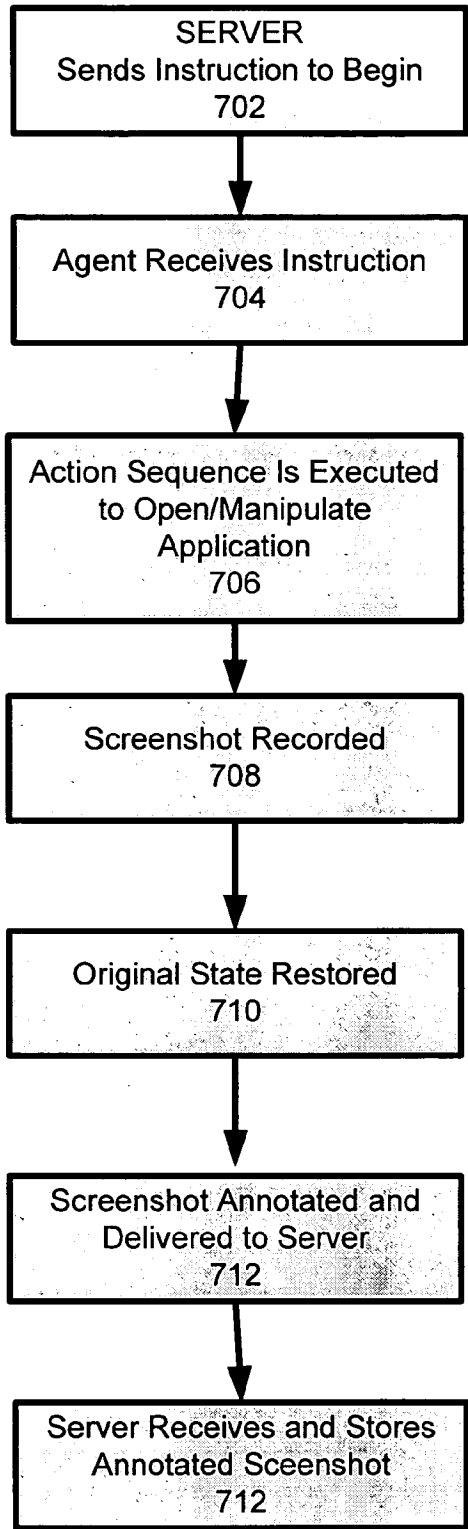 SERVER
Sends Instruction to Begin
702
Agent Receives Instruction
704
Action Sequence Is Executed
to Open/Manipulate
Application
706
Screenshot Recorded
708
Original State Restored
710
Screenshot Annotated and
Delivered to Server
712
Server Receives and Stores
Annotated Sceenshot
712